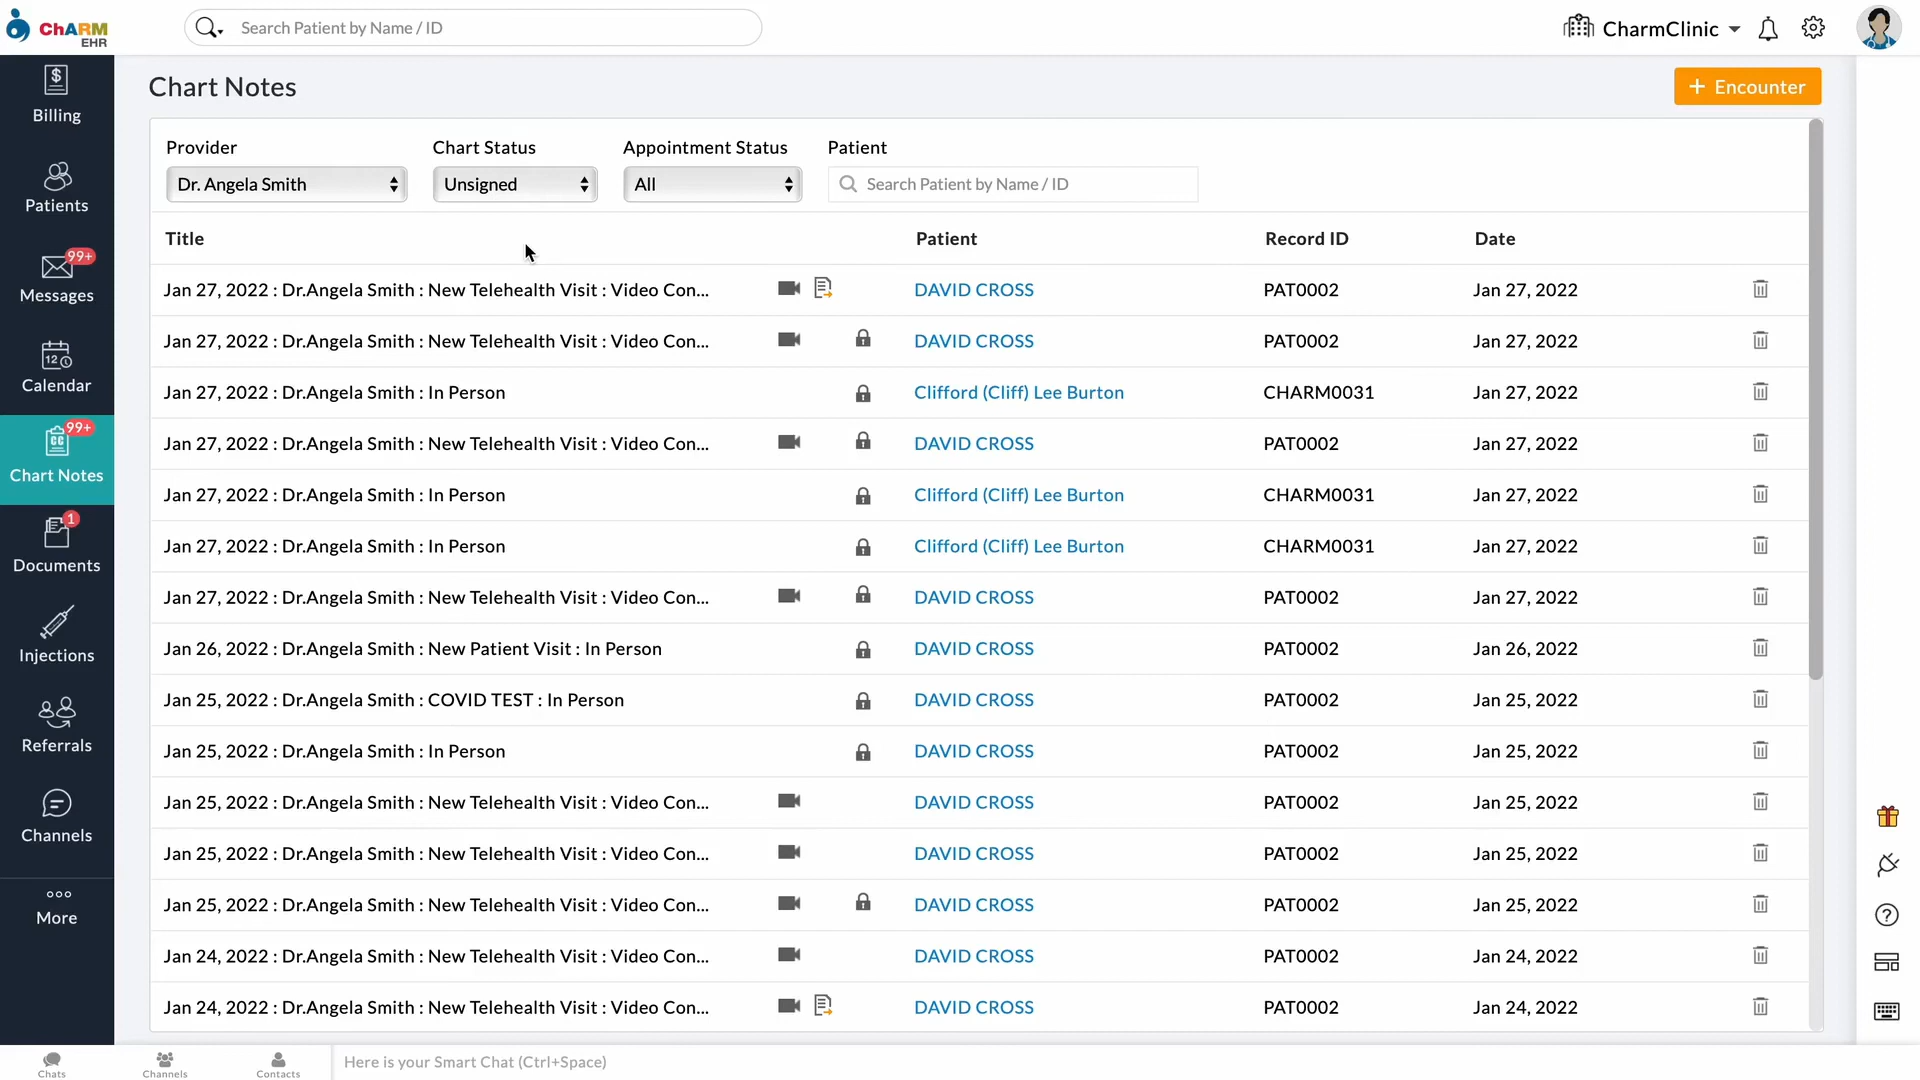 ChARM
EHR
Search Patient by Name / ID
CharmClinic
Billing
Patients
99+
Messages
12
Calendar
99+
CC
Chart Notes
1
Documents
Injections
Referrals
Channels
More
Chart Notes
+ Encounter
Provider Chart Status Appointment Status Patient
Dr. Angela Smith Unsigned All Search Patient by Name / ID
Title Patient Record ID Date
Jan 27, 2022 : Dr.Angela Smith : New Telehealth Visit : Video Con... DAVID CROSS PAT0002 Jan 27, 2022
Jan 27, 2022 : Dr.Angela Smith : New Telehealth Visit : Video Con... DAVID CROSS PAT0002 Jan 27, 2022
Jan 27, 2022 : Dr.Angela Smith : In Person Clifford (Cliff) Lee Burton CHARM0031 Jan 27, 2022
Jan 27, 2022 : Dr.Angela Smith : New Telehealth Visit : Video Con... DAVID CROSS PAT0002 Jan 27, 2022
Jan 27, 2022 : Dr.Angela Smith : In Person Clifford (Cliff) Lee Burton CHARM0031 Jan 27, 2022
Jan 27, 2022 : Dr.Angela Smith : In Person Clifford (Cliff) Lee Burton CHARM0031 Jan 27, 2022
Jan 27, 2022 : Dr.Angela Smith : New Telehealth Visit : Video Con... DAVID CROSS PAT0002 Jan 27, 2022
Jan 26, 2022 : Dr.Angela Smith : New Patient Visit : In Person DAVID CROSS PAT0002 Jan 26, 2022
Jan 25, 2022 : Dr.Angela Smith : COVID TEST : In Person DAVID CROSS PAT0002 Jan 25, 2022
Jan 25, 2022 : Dr.Angela Smith : In Person DAVID CROSS PAT0002 Jan 25, 2022
Jan 25, 2022 : Dr.Angela Smith : New Telehealth Visit : Video Con... DAVID CROSS PAT0002 Jan 25, 2022
Jan 25, 2022 : Dr.Angela Smith : New Telehealth Visit : Video Con... DAVID CROSS PAT0002 Jan 25, 2022
Jan 25, 2022 : Dr.Angela Smith : New Telehealth Visit : Video Con... DAVID CROSS PAT0002 Jan 25, 2022
Jan 24, 2022 : Dr.Angela Smith : New Telehealth Visit : Video Con... DAVID CROSS PAT0002 Jan 24, 2022
Jan 24, 2022 : Dr.Angela Smith : New Telehealth Visit : Video Con... DAVID CROSS PAT0002 Jan 24, 2022
Chats Channels Contacts Here is your Smart Chat (Ctrl+Space)